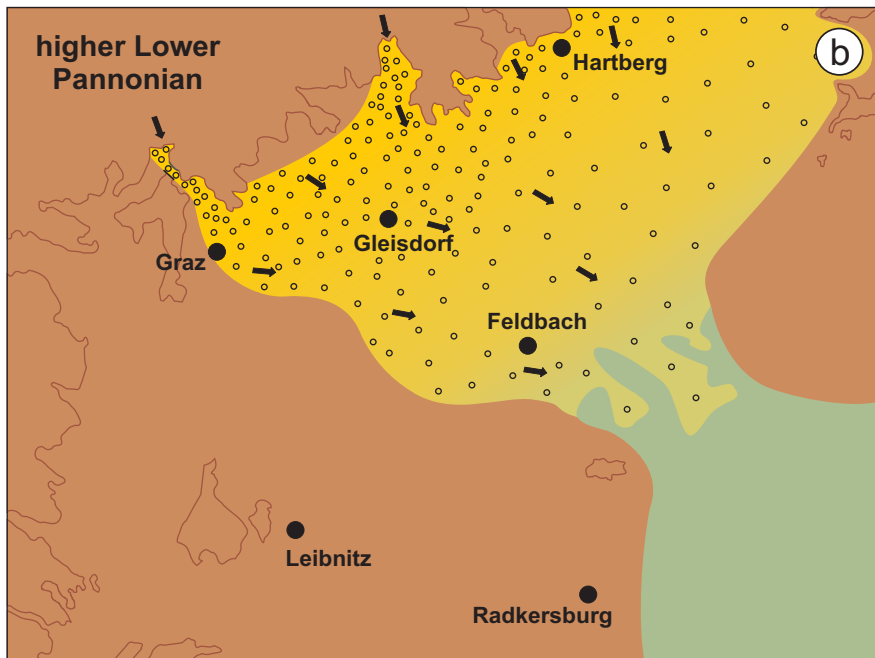 higher Lower
Pannonian
b
Hartberg
Gleisdorf
Graz
Feldbach
Leibnitz
Radkersburg